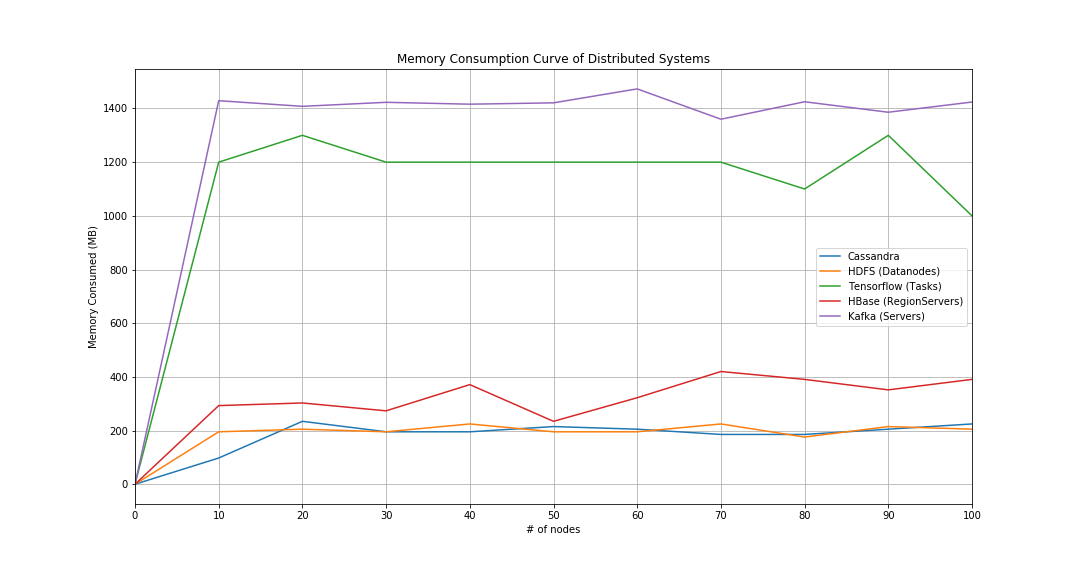 Memory Consumption Curve of Distributed Systems
1400
1200
1000
800
600
400
200
0
Memory Consumed (MB)
Cassandra
HDFS (Datanodes)
Tensorflow (Tasks)
HBase (RegionServers)
Kafka (Servers)
0 10 20 30 40 50 60 70 80 90 100
# of nodes